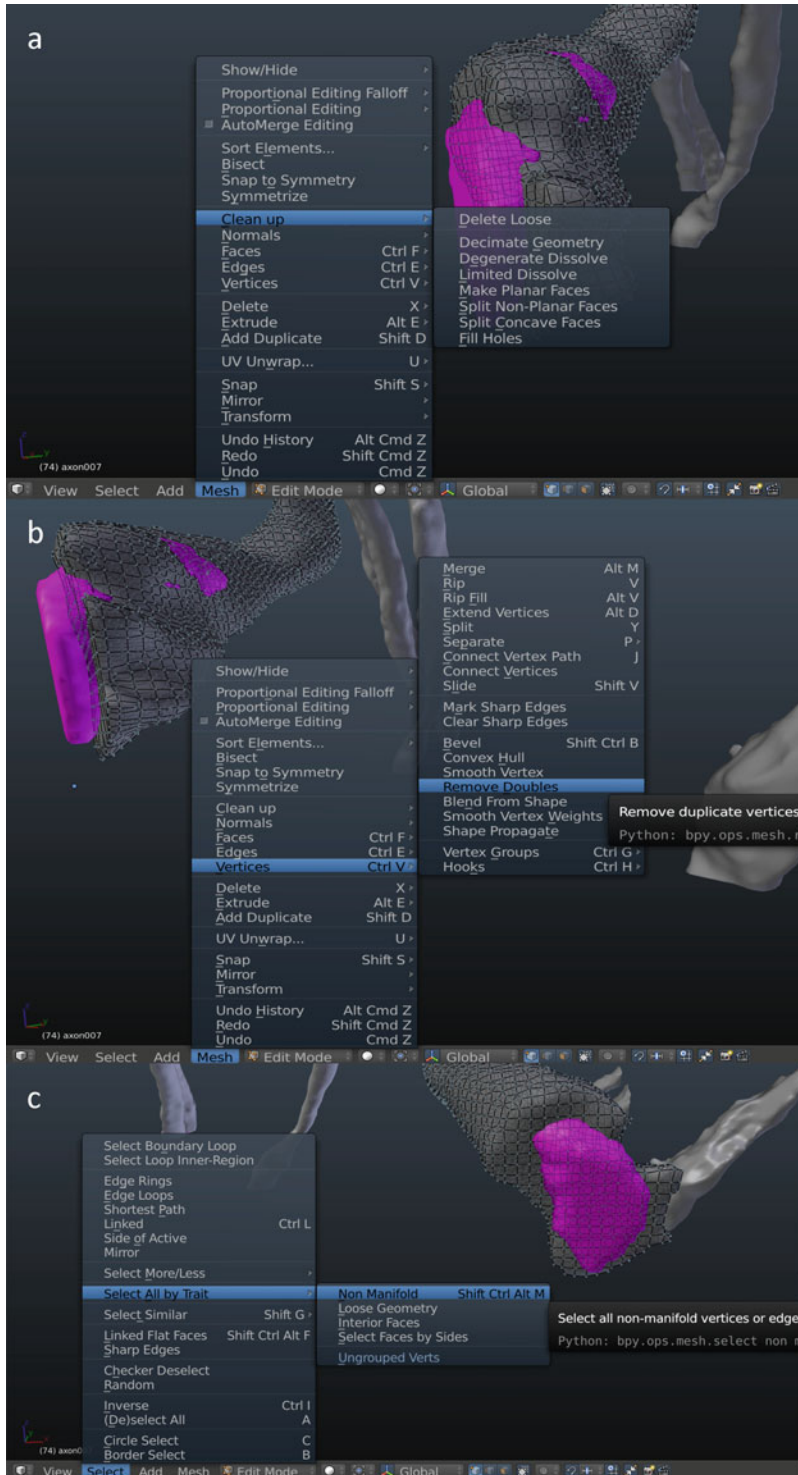 a
Show/Hide
Proportional Editing Falloff
Proportional Editing
AutoMerge Editing
Sort Elements...
Bisect
Snap to Symmetry
Symmetrize
Clean up
Normals
Faces Ctrl F
Edges Ctrl E
Vertices Ctrl V
Delete X
Extrude Alt E
Add Duplicate Shift D
UV Unwrap... U
Snap Shift S
Mirror
Transform
Undo History Alt Cmd Z
Redo Shift Cmd Z
Undo Cmd Z
Delete Loose
Decimate Geometry
Degenerate Dissolve
Limited Dissolve
Make Planar Faces
Split Non-Planar Faces
Split Concave Faces
Fill Holes
(74) axon007
View Select Add Mesh Edit Mode Global
b
Merge Alt M
Rip V
Rip Fill Alt V
Extend Vertices Alt D
Split Y
Separate P
Connect Vertex Path J
Connect Vertices
Slide Shift V
Mark Sharp Edges
Clear Sharp Edges
Bevel Shift Ctrl B
Convex Hull
Smooth Vertex
Remove Doubles
Blend From Shape
Smooth Vertex Weights
Shape Propagate
Vertex Groups Ctrl G
Hooks Ctrl H
Remove duplicate vertices
Python: bpy.ops.mesh.r
Show/Hide
Proportional Editing Falloff
Proportional Editing
AutoMerge Editing
Sort Elements...
Bisect
Snap to Symmetry
Symmetrize
Clean up
Normals
Faces Ctrl F
Edges Ctrl E
Vertices Ctrl V
Delete X
Extrude Alt E
Add Duplicate Shift D
UV Unwrap... U
Snap Shift S
Mirror
Transform
Undo History Alt Cmd Z
Redo Shift Cmd Z
Undo Cmd Z
(74) axon007
View Select Add Mesh Edit Mode Global
c
Select Boundary Loop
Select Loop Inner-Region
Edge Rings
Edge Loops
Shortest Path
Linked Ctrl L
Side of Active
Mirror
Select More/Less
Select All by Trait
Select Similar Shift G
Linked Flat Faces Shift Ctrl Alt F
Sharp Edges
Checker Deselect
Random
Inverse Ctrl I
(De)select All A
Circle Select C
Border Select B
Non Manifold Shift Ctrl Alt M
Loose Geometry
Interior Faces
Select Faces by Sides
Ungrouped Verts
Select all non-manifold vertices or edge
Python: bpy.ops.mesh.select non m
(74) axon0
View Select Add Mesh Edit Mode Global